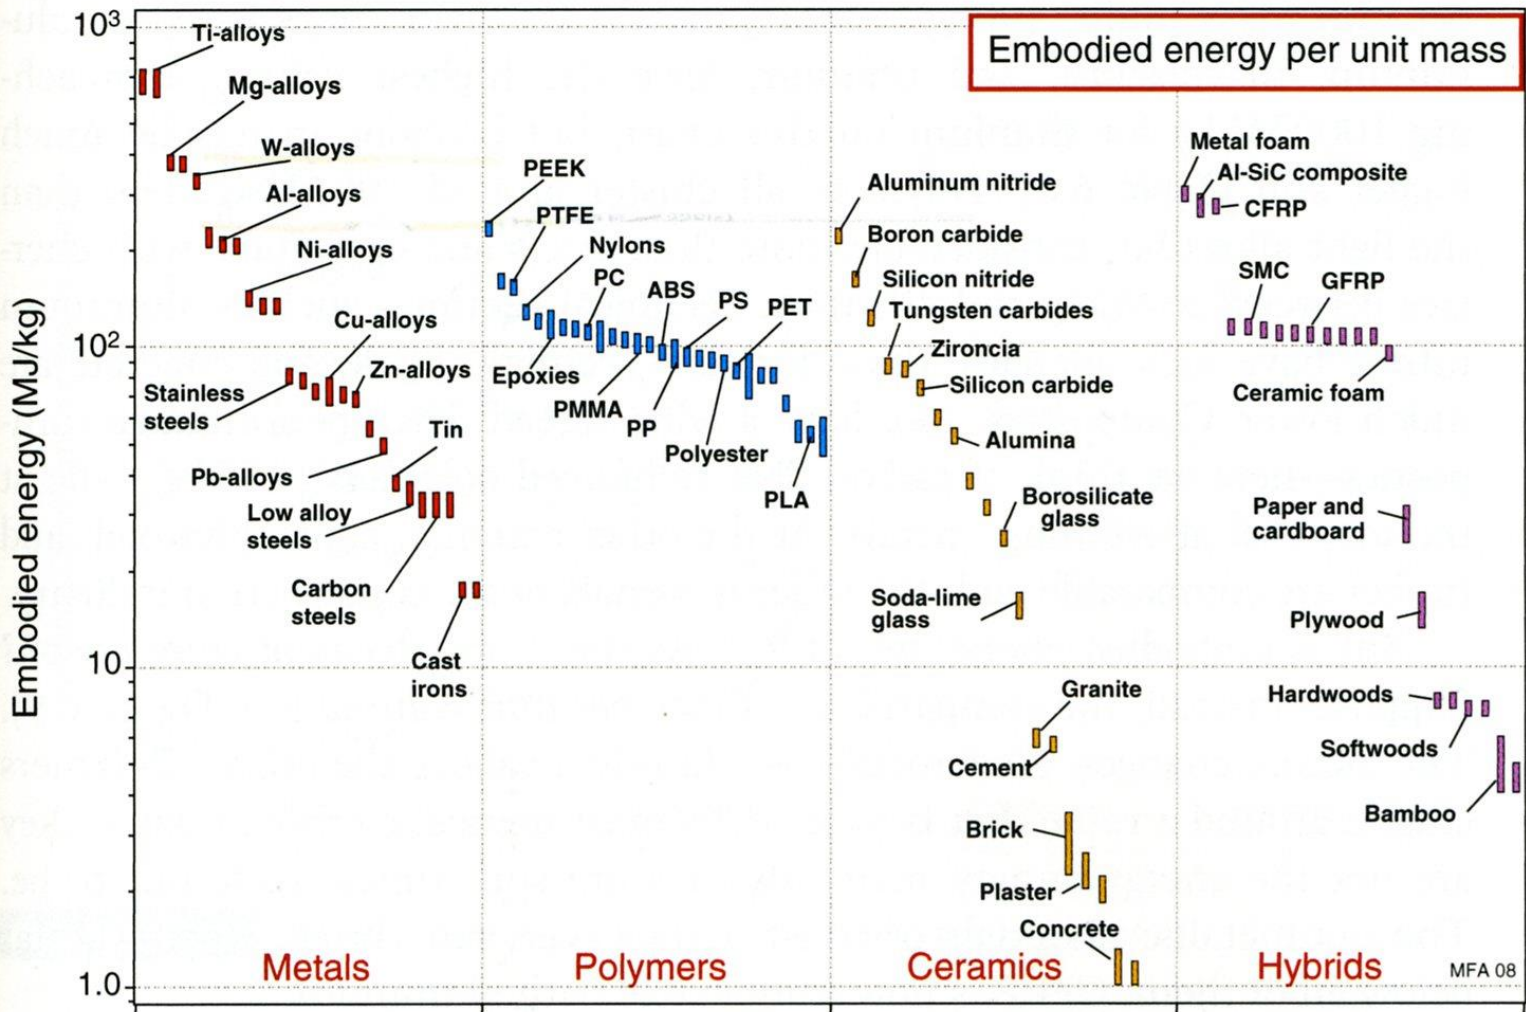 Embodied energy per unit mass
Embodied energy (MJ/kg)
10³
10²
10
1.0
Ti-alloys
Mg-alloys
W-alloys
Al-alloys
Ni-alloys
Cu-alloys
Zn-alloys
Stainless
steels
Tin
Pb-alloys
Low alloy
steels
Carbon
steels
Cast
irons
Metals
PEEK
PTFE
Nylons
PC
ABS
PS
PET
Epoxies
PMMA
PP
Polyester
PLA
Polymers
Aluminum nitride
Boron carbide
Silicon nitride
Tungsten carbides
Zironcia
Silicon carbide
Alumina
Borosilicate
glass
Soda-lime
glass
Granite
Cement
Brick
Plaster
Concrete
Ceramics
Metal foam
Al-SiC composite
CFRP
SMC
GFRP
Ceramic foam
Paper and
cardboard
Plywood
Hardwoods
Softwoods
Bamboo
Hybrids
MFA 08